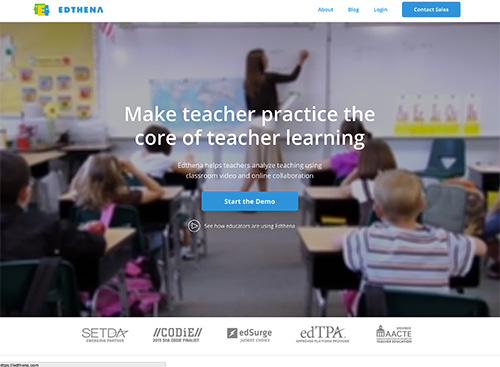 EDTHENA
About Blog Login Contact Sales
Make teacher practice the
core of teacher learning
Edthena helps teachers analyze teaching using
classroom video and online collaboration
Start the Demo
See how educators are using Edthena
SETDA
EMERGING PARTNER
//CODiE//
2015 SIIA CODIE FINALIST
edSurge
JUDGES' CHOICE
edTPA
APPROVED PLATFORM PROVIDER
AACTE
TEACHER EDUCATION
https://edthena.com